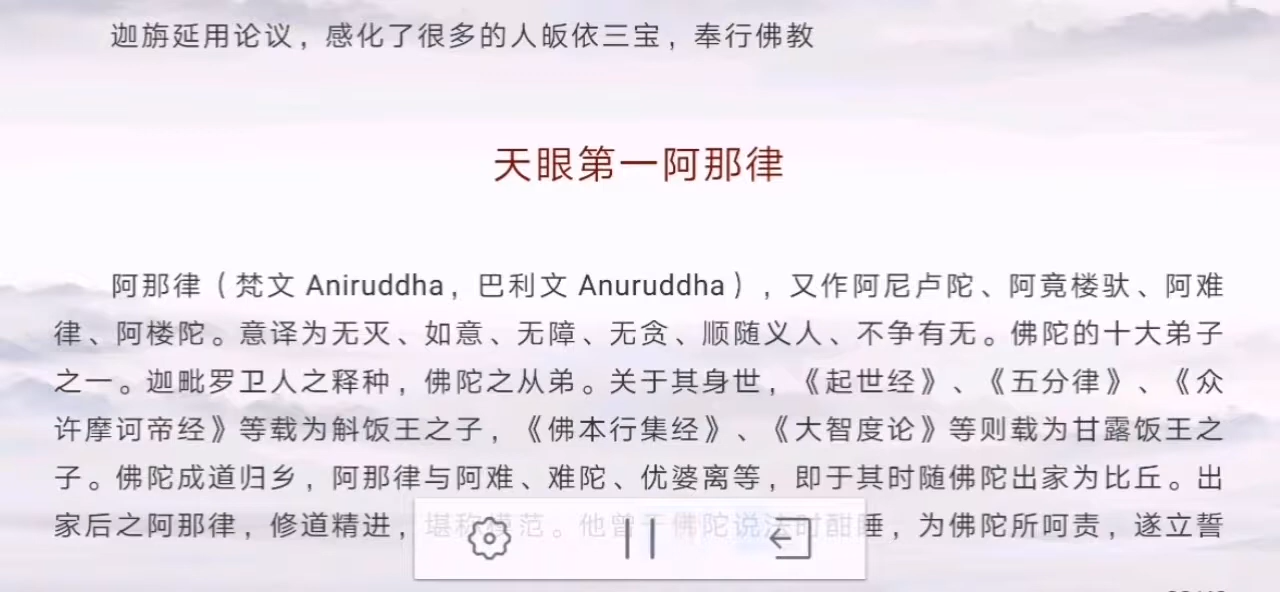 迦旃延用论议，感化了很多的人皈依三宝，奉行佛教
天眼第一阿那律
阿那律（梵文 Aniruddha，巴利文 Anuruddha），又作阿尼卢陀、阿竟楼驮、阿难
律、阿楼陀。意译为无灭、如意、无障、无贪、顺随义人、不争有无。佛陀的十大弟子
之一。迦毗罗卫人之释种，佛陀之从弟。关于其身世，《起世经》、《五分律》、《众
许摩诃帝经》等载为斛饭王之子，《佛本行集经》、《大智度论》等则载为甘露饭王之
子。佛陀成道归乡，阿那律与阿难、难陀、优婆离等，即于其时随佛陀出家为比丘。出
家后之阿那律，修道精进，堪称模范。他曾于佛陀说法时酣睡，为佛陀所呵责，遂立誓